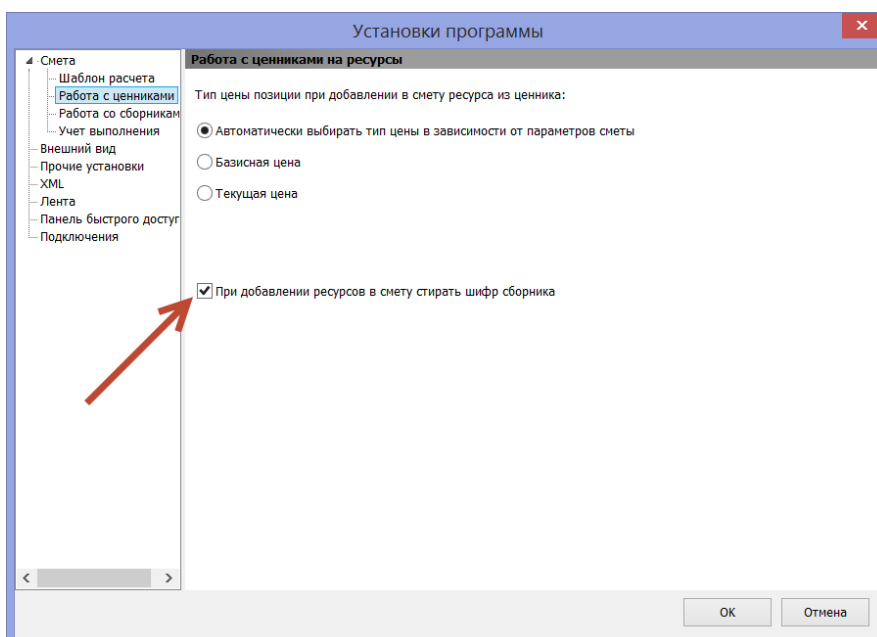 Установки программы
Смета
Шаблон расчета
Работа с ценниками
Работа со сборникам
Учет выполнения
Внешний вид
Прочие установки
XML
Лента
Панель быстрого доступ
Подключения
Работа с ценниками на ресурсы
Тип цены позиции при добавлении в смету ресурса из ценника:
Автоматически выбирать тип цены в зависимости от параметров сметы
Базисная цена
Текущая цена
При добавлении ресурсов в смету стирать шифр сборника
ОК
Отмена